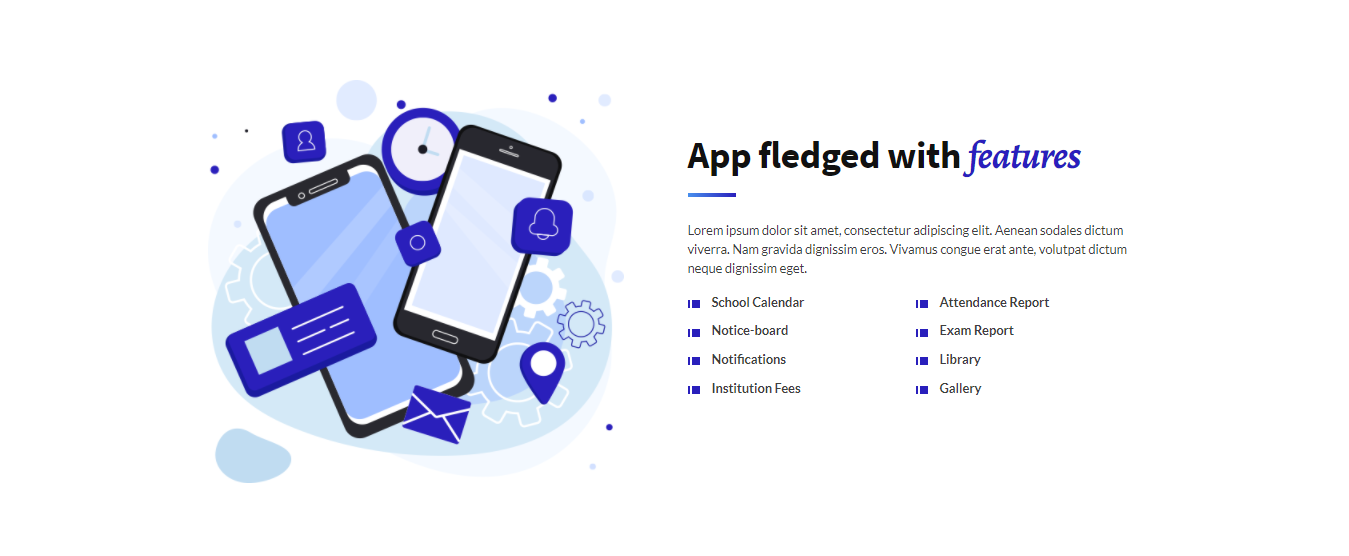 App fledged with features
Lorem ipsum dolor sit amet, consectetur adipiscing elit. Aenean sodales dictum
viverra. Nam gravida dignissim eros. Vivamus congue erat ante, volutpat dictum
neque dignissim eget.
School Calendar
Notice-board
Notifications
Institution Fees
Attendance Report
Exam Report
Library
Gallery